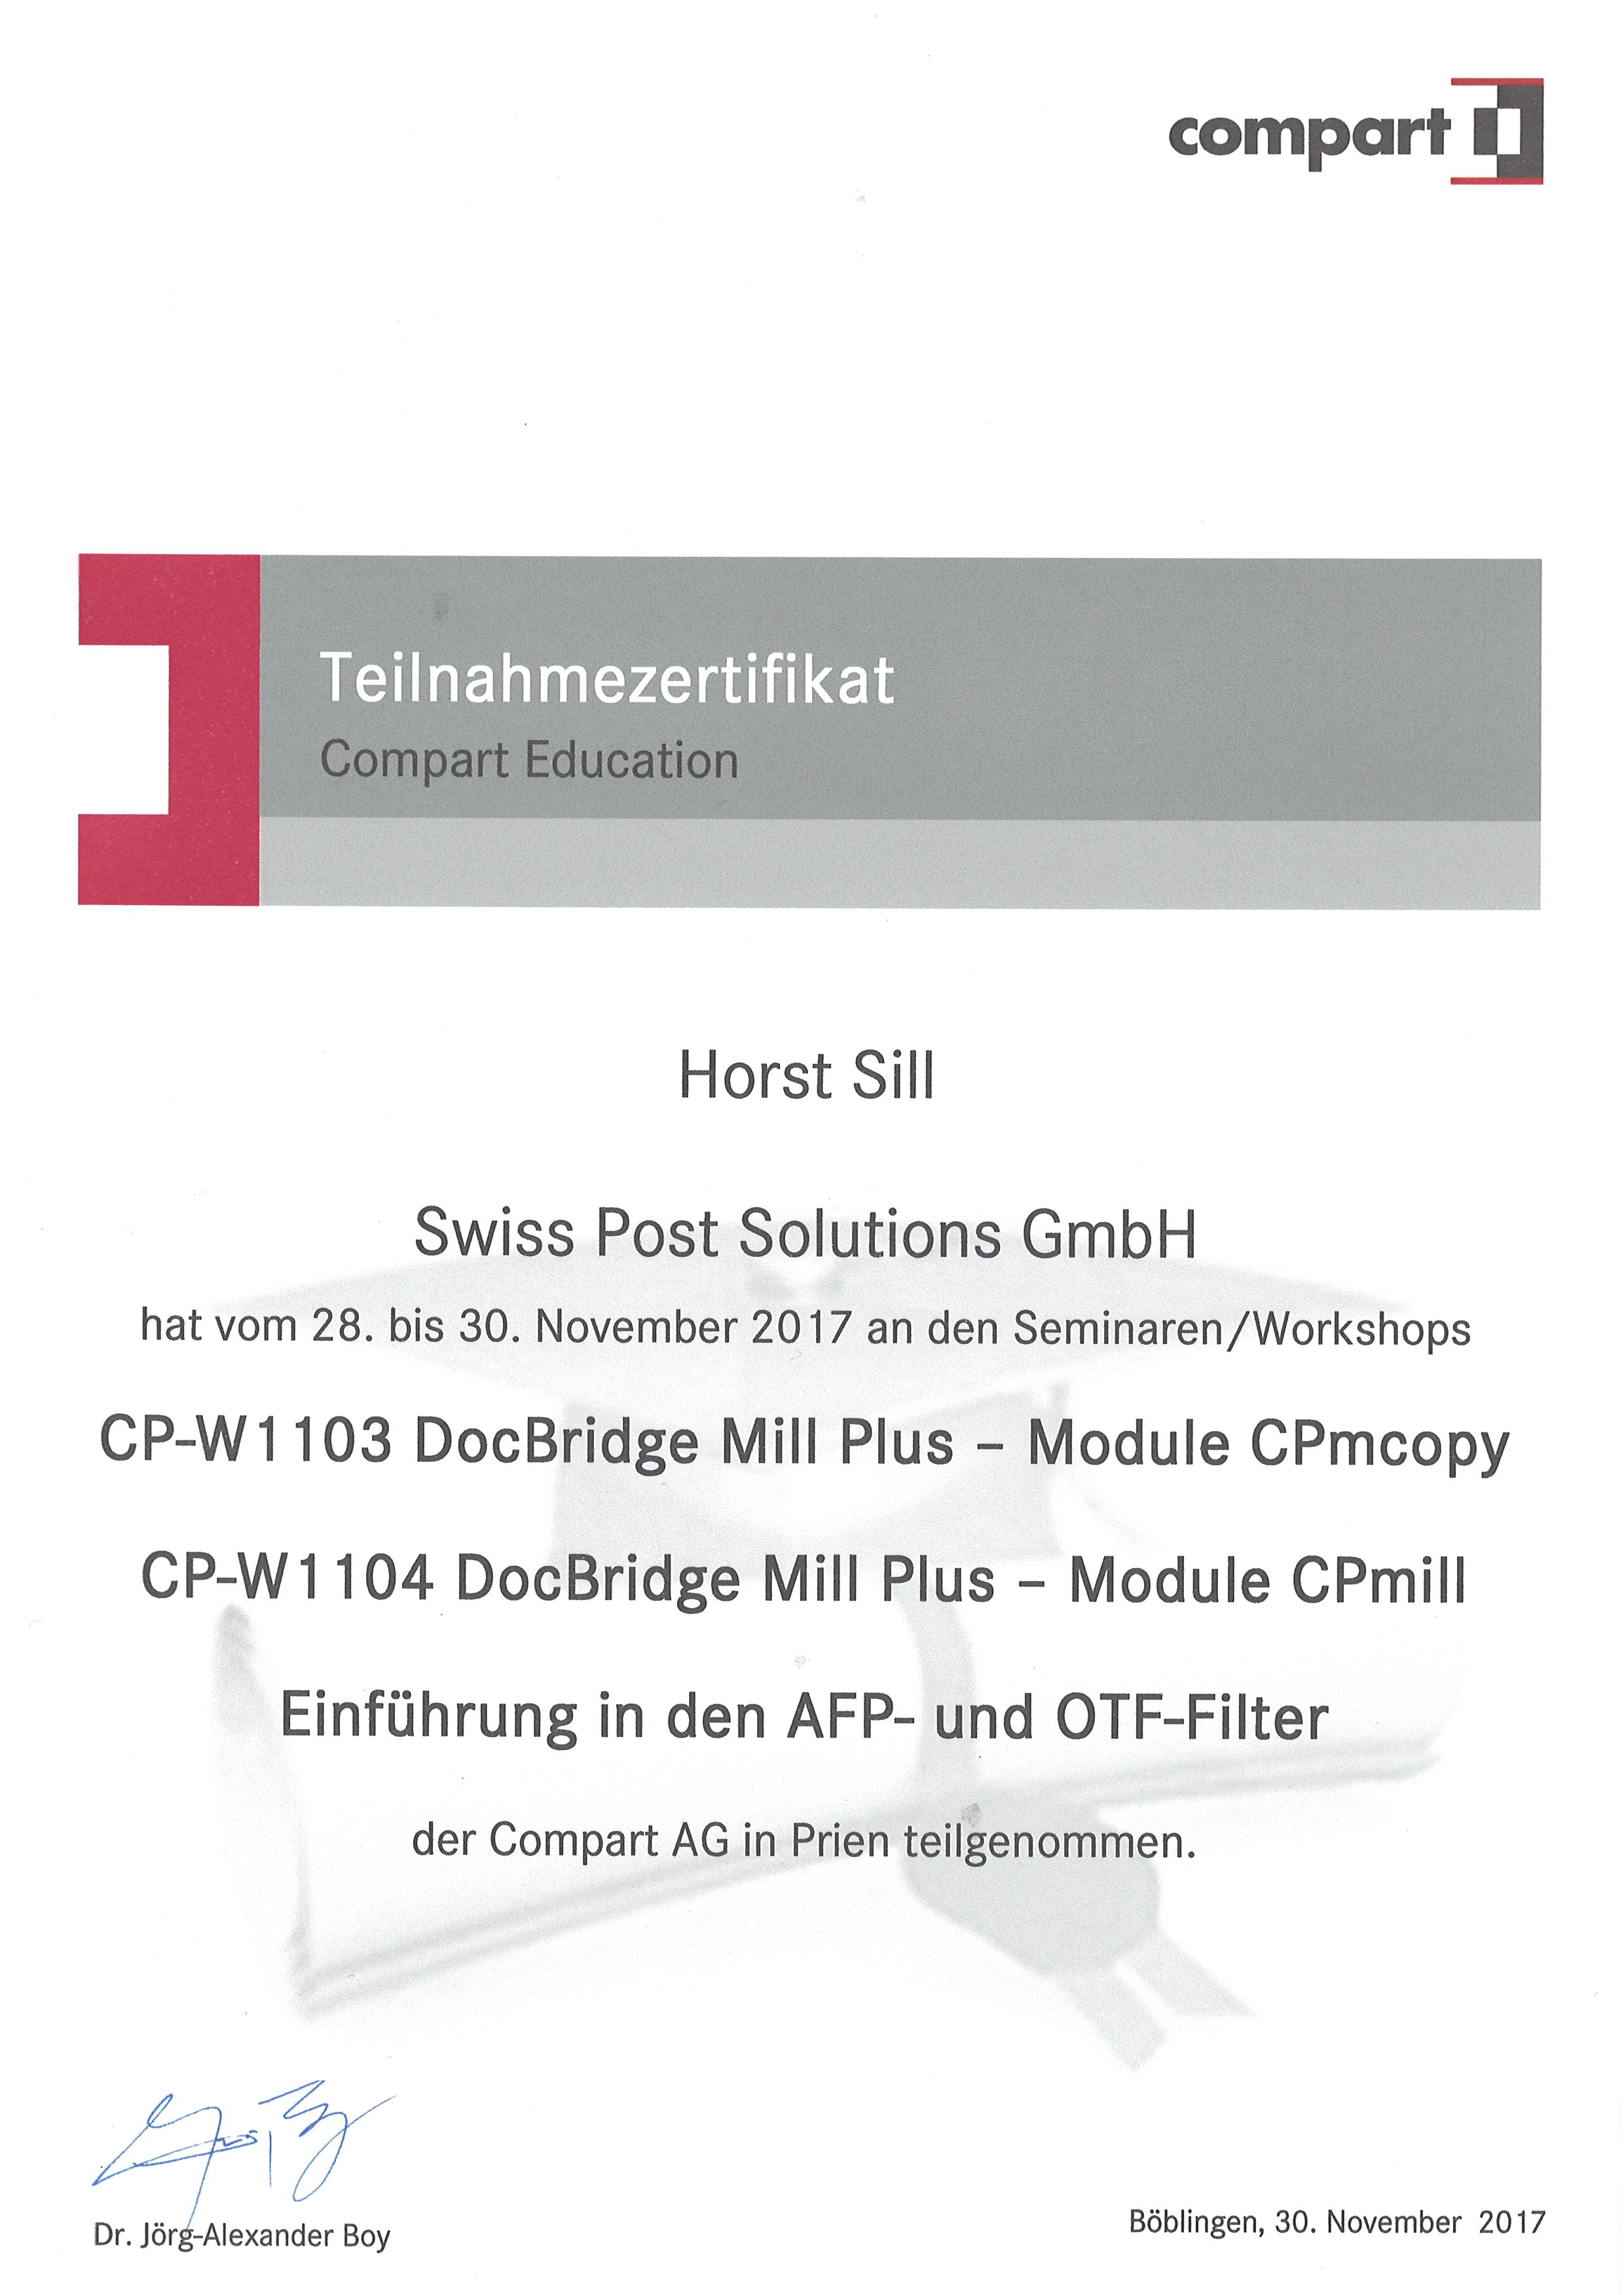 compart
Teilnahmezertifikat
Compart Education
Horst Sill
Swiss Post Solutions GmbH
hat vom 28. bis 30. November 2017 an den Seminaren/Workshops
CP-W1103 DocBridge Mill Plus – Module CPmcopy
CP-W1104 DocBridge Mill Plus – Module CPmill
Einführung in den AFP- und OTF-Filter
der Compart AG in Prien teilgenommen.
Dr. Jörg-Alexander Boy
Böblingen, 30. November 2017